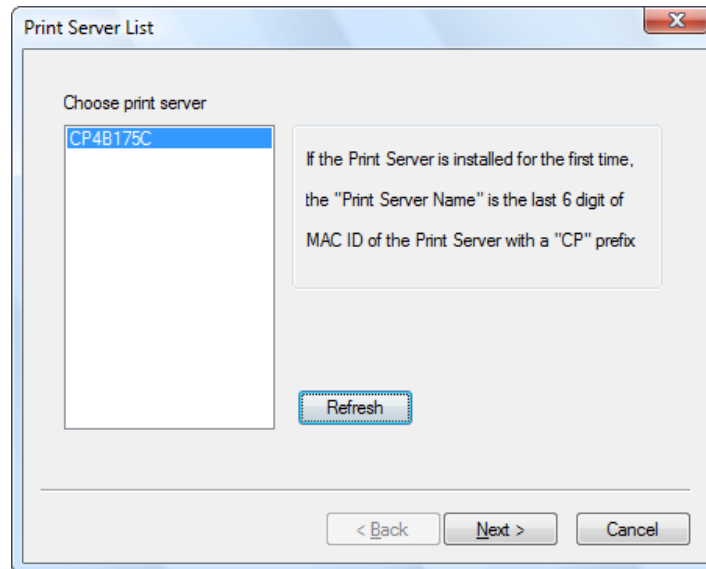 Print Server List
Choose print server
CP4B175C
If the Print Server is installed for the first time,
the "Print Server Name" is the last 6 digit of
MAC ID of the Print Server with a "CP" prefix
Refresh
< Back
Next >
Cancel